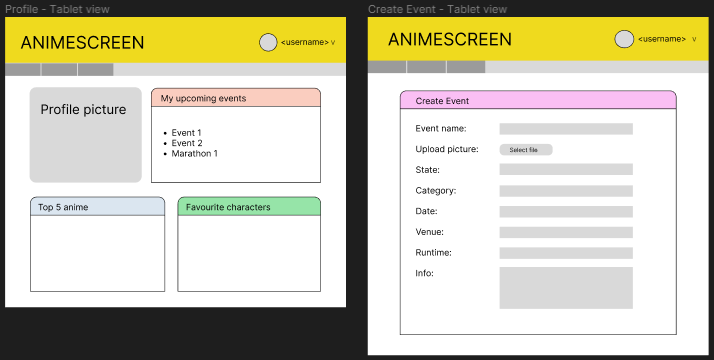 Profile - Tablet view
ANIMESCREEN
<username> v
Profile picture
My upcoming events
• Event 1
• Event 2
• Marathon 1
Top 5 anime
Favourite characters
Create Event - Tablet view
ANIMESCREEN
<username> v
Create Event
Event name:
Upload picture: Select file
State:
Category:
Date:
Venue:
Runtime:
Info: